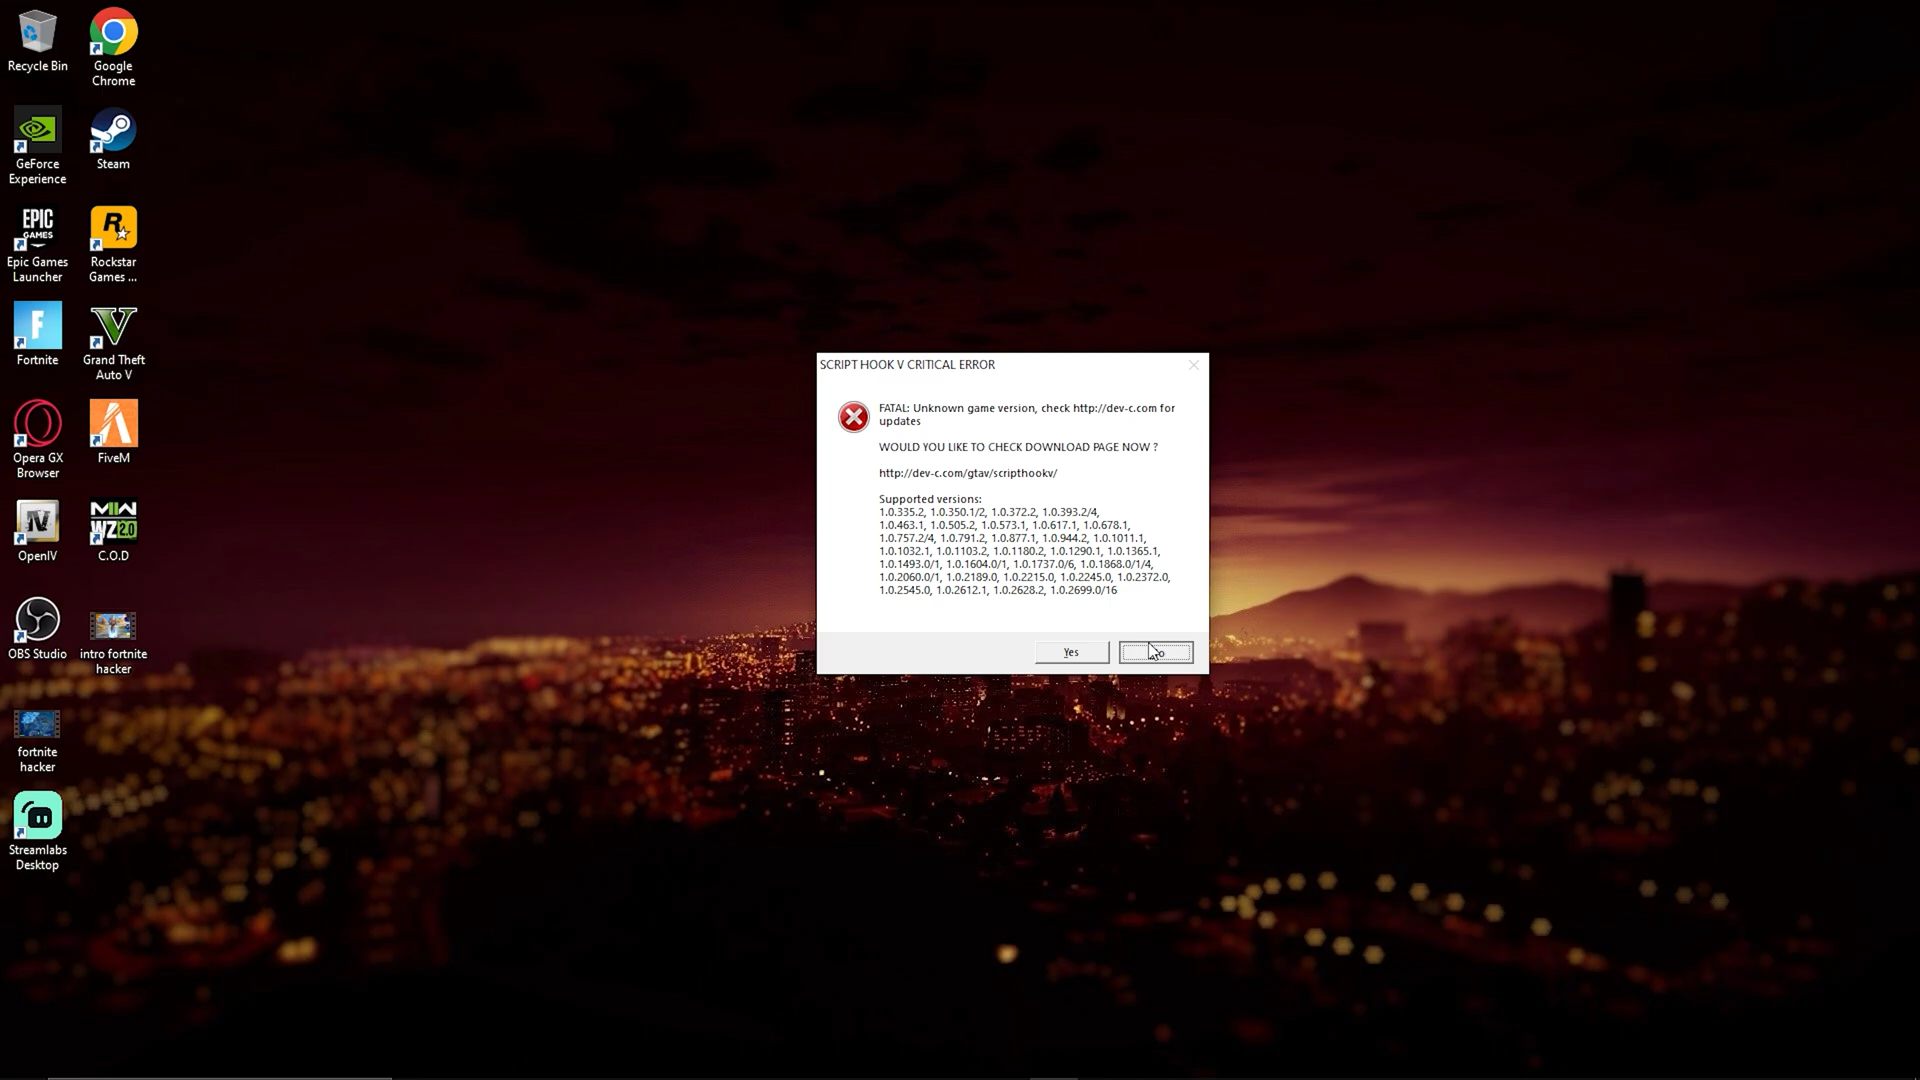 Recycle Bin
Google
Chrome
GeForce
Experience
Steam
EPIC
GAMES
Epic Games
Launcher
Rockstar
Games ...
Fortnite
Grand Theft
Auto V
Opera GX
Browser
FiveM
OpenIV
MW
WZ 2.0
C.O.D
OBS Studio
intro fortnite
hacker
fortnite
hacker
Streamlabs
Desktop
SCRIPT HOOK V CRITICAL ERROR
FATAL: Unknown game version, check http://dev-c.com for
updates
WOULD YOU LIKE TO CHECK DOWNLOAD PAGE NOW ?
http://dev-c.com/gtav/scripthookv/
Supported versions:
1.0.335.2, 1.0.350.1/2, 1.0.372.2, 1.0.393.2/4,
1.0.463.1, 1.0.505.2, 1.0.573.1, 1.0.617.1, 1.0.678.1,
1.0.757.2/4, 1.0.791.2, 1.0.877.1, 1.0.944.2, 1.0.1011.1,
1.0.1032.1, 1.0.1103.2, 1.0.1180.2, 1.0.1290.1, 1.0.1365.1,
1.0.1493.0/1, 1.0.1604.0/1, 1.0.1737.0/6, 1.0.1868.0/1/4,
1.0.2060.0/1, 1.0.2189.0, 1.0.2215.0, 1.0.2245.0, 1.0.2372.0,
1.0.2545.0, 1.0.2612.1, 1.0.2628.2, 1.0.2699.0/16
Yes